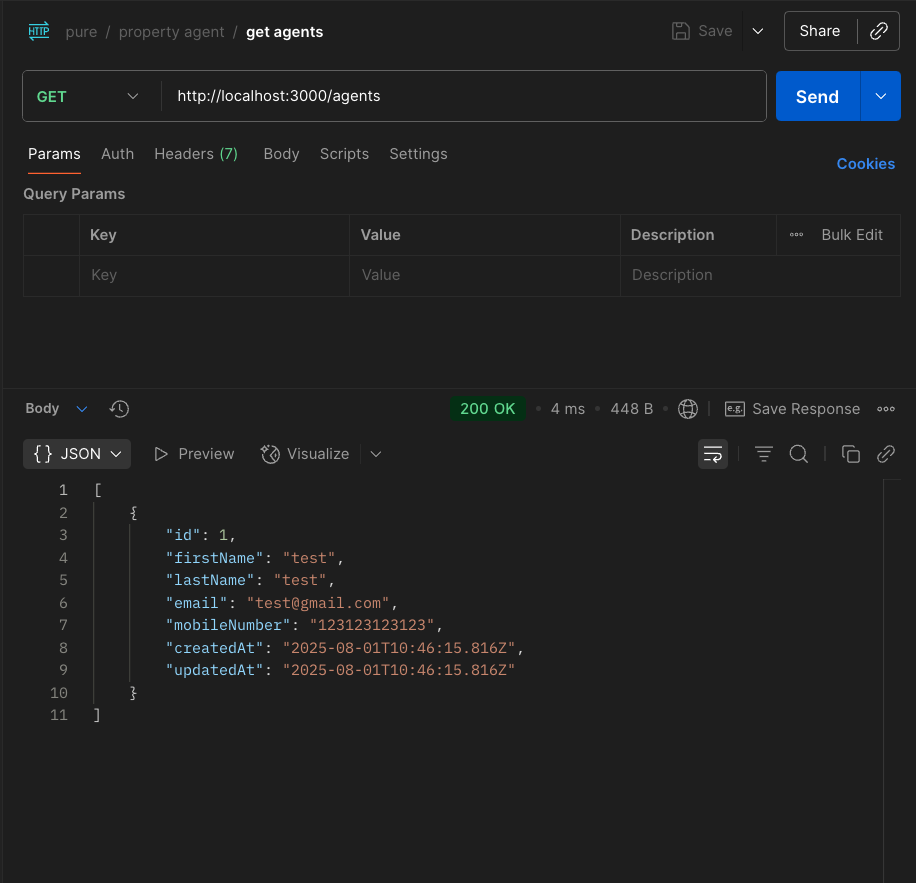 HTTP pure / property agent / get agents Save Share
GET http://localhost:3000/agents Send
Params Auth Headers (7) Body Scripts Settings Cookies
Query Params
Key Value Description Bulk Edit
Key Value Description
Body 200 OK • 4 ms • 448 B • e.g. Save Response
{} JSON Preview Visualize
1 [
2 {
3 "id": 1,
4 "firstName": "test",
5 "lastName": "test",
6 "email": "test@gmail.com",
7 "mobileNumber": "123123123123",
8 "createdAt": "2025-08-01T10:46:15.816Z",
9 "updatedAt": "2025-08-01T10:46:15.816Z"
10 }
11 ]